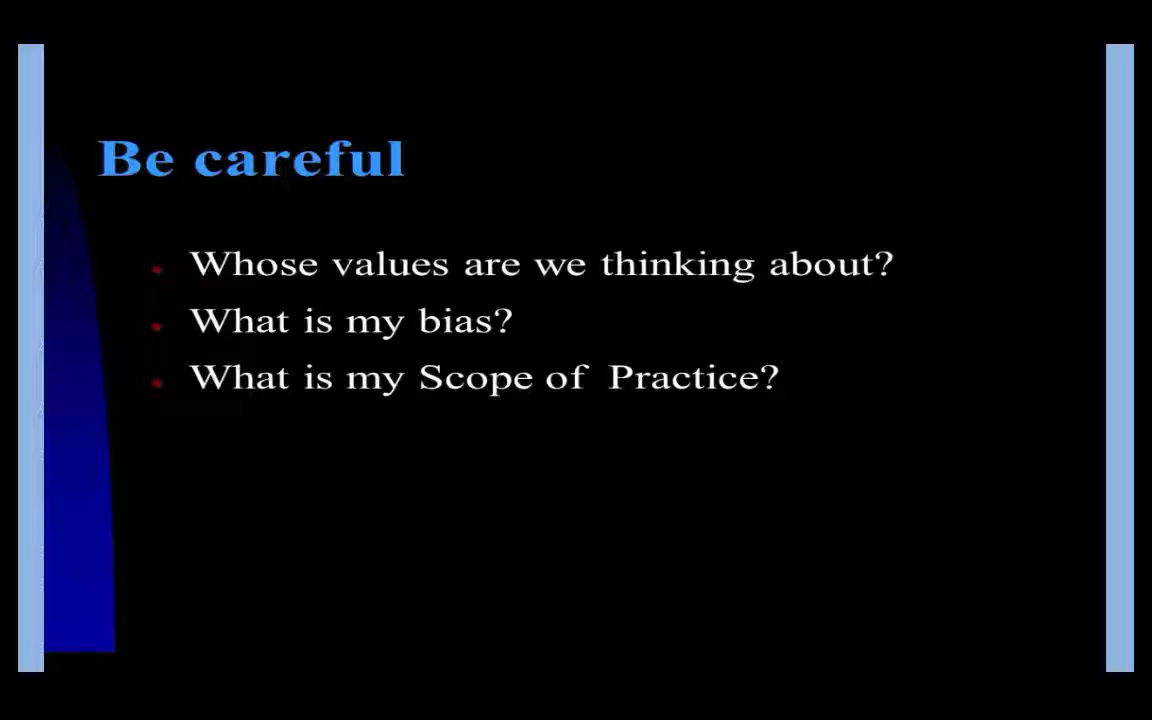 Be careful
Whose values are we thinking about?
What is my bias?
What is my Scope of Practice?